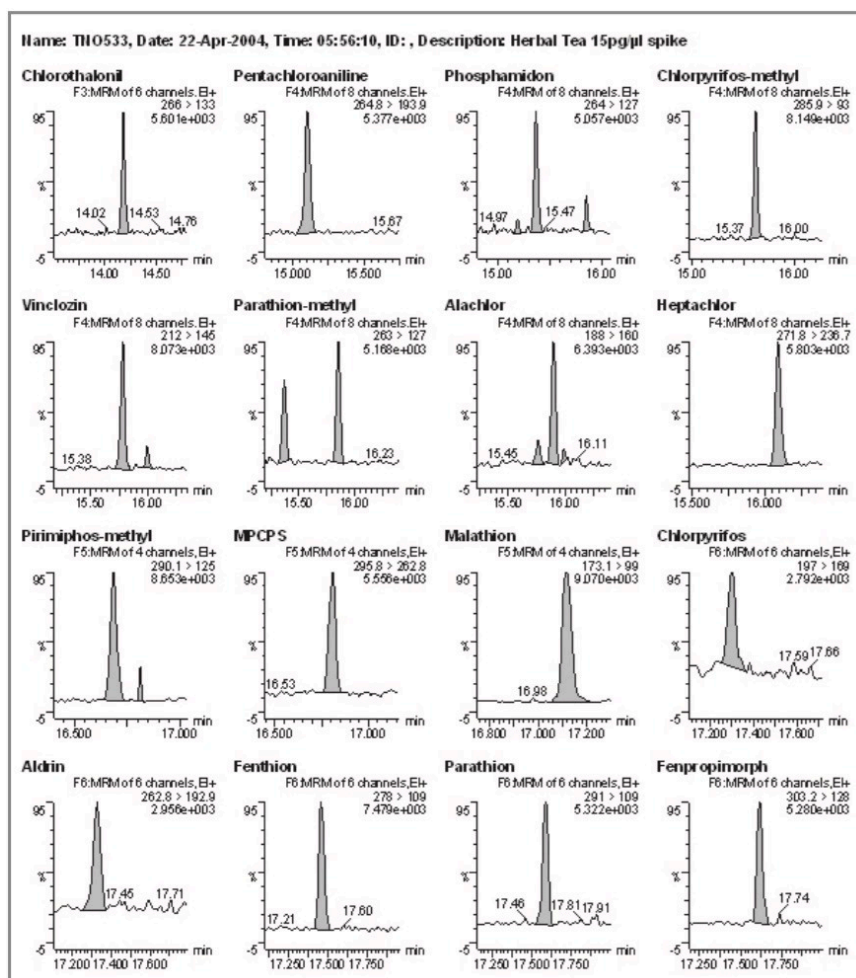 Name: TNO533, Date: 22-Apr-2004, Time: 05:56:10, ID: , Description: Herbal Tea 15pg/µl spike
Chlorothalonil
F3:MRM of 6 channels,EI+
266 > 133
5.601e+003
95
%
-5
14.02
14.53
14.76
14.00 14.50 min
Pentachloroaniline
F4:MRM of 8 channels,EI+
264.8 > 193.9
5.377e+003
95
%
-5
15.67
15.000 15.500 min
Phosphamidon
F4:MRM of 8 channels,EI+
264 > 127
5.057e+003
95
%
-5
14.97
15.47
15.00 16.00 min
Chlorpyrifos-methyl
F4:MRM of 8 channels,EI+
285.9 > 93
8.149e+003
95
%
-5
15.37
16.00
15.00 16.00 min
Vinclozin
F4:MRM of 8 channels,EI+
212 > 145
8.073e+003
95
%
-5
15.38
15.50 16.00 min
Parathion-methyl
F4:MRM of 8 channels,EI+
263 > 127
5.168e+003
95
%
-5
16.23
15.50 16.00 min
Alachlor
F4:MRM of 8 channels,EI+
188 > 160
6.393e+003
95
%
-5
15.45
16.11
15.50 16.00 min
Heptachlor
F4:MRM of 8 channels,EI+
271.8 > 236.7
5.803e+003
95
%
-5
15.500 16.000 min
Pirimiphos-methyl
F5:MRM of 4 channels,EI+
290.1 > 125
8.653e+003
95
%
-5
16.500 17.000 min
MPCPS
F5:MRM of 4 channels,EI+
295.8 > 262.8
5.556e+003
95
%
-5
16.53
16.500 17.000 min
Malathion
F5:MRM of 4 channels,EI+
173.1 > 99
9.070e+003
95
%
-5
16.98
16.800 17.000 17.200 min
Chlorpyrifos
F6:MRM of 6 channels,EI+
197 > 169
2.792e+003
95
%
-5
17.59
17.66
17.200 17.400 17.600 min
Aldrin
F6:MRM of 6 channels,EI+
262.8 > 192.9
2.956e+003
95
%
-5
17.45
17.71
17.200 17.400 17.600 min
Fenthion
F6:MRM of 6 channels,EI+
278 > 109
7.479e+003
95
%
-5
17.21
17.60
17.250 17.500 17.750 min
Parathion
F6:MRM of 6 channels,EI+
291 > 109
5.322e+003
95
%
-5
17.46
17.81
17.91
17.250 17.500 17.750 min
Fenpropimorph
F6:MRM of 6 channels,EI+
303.2 > 128
5.280e+003
95
%
-5
17.74
17.250 17.500 17.750 min